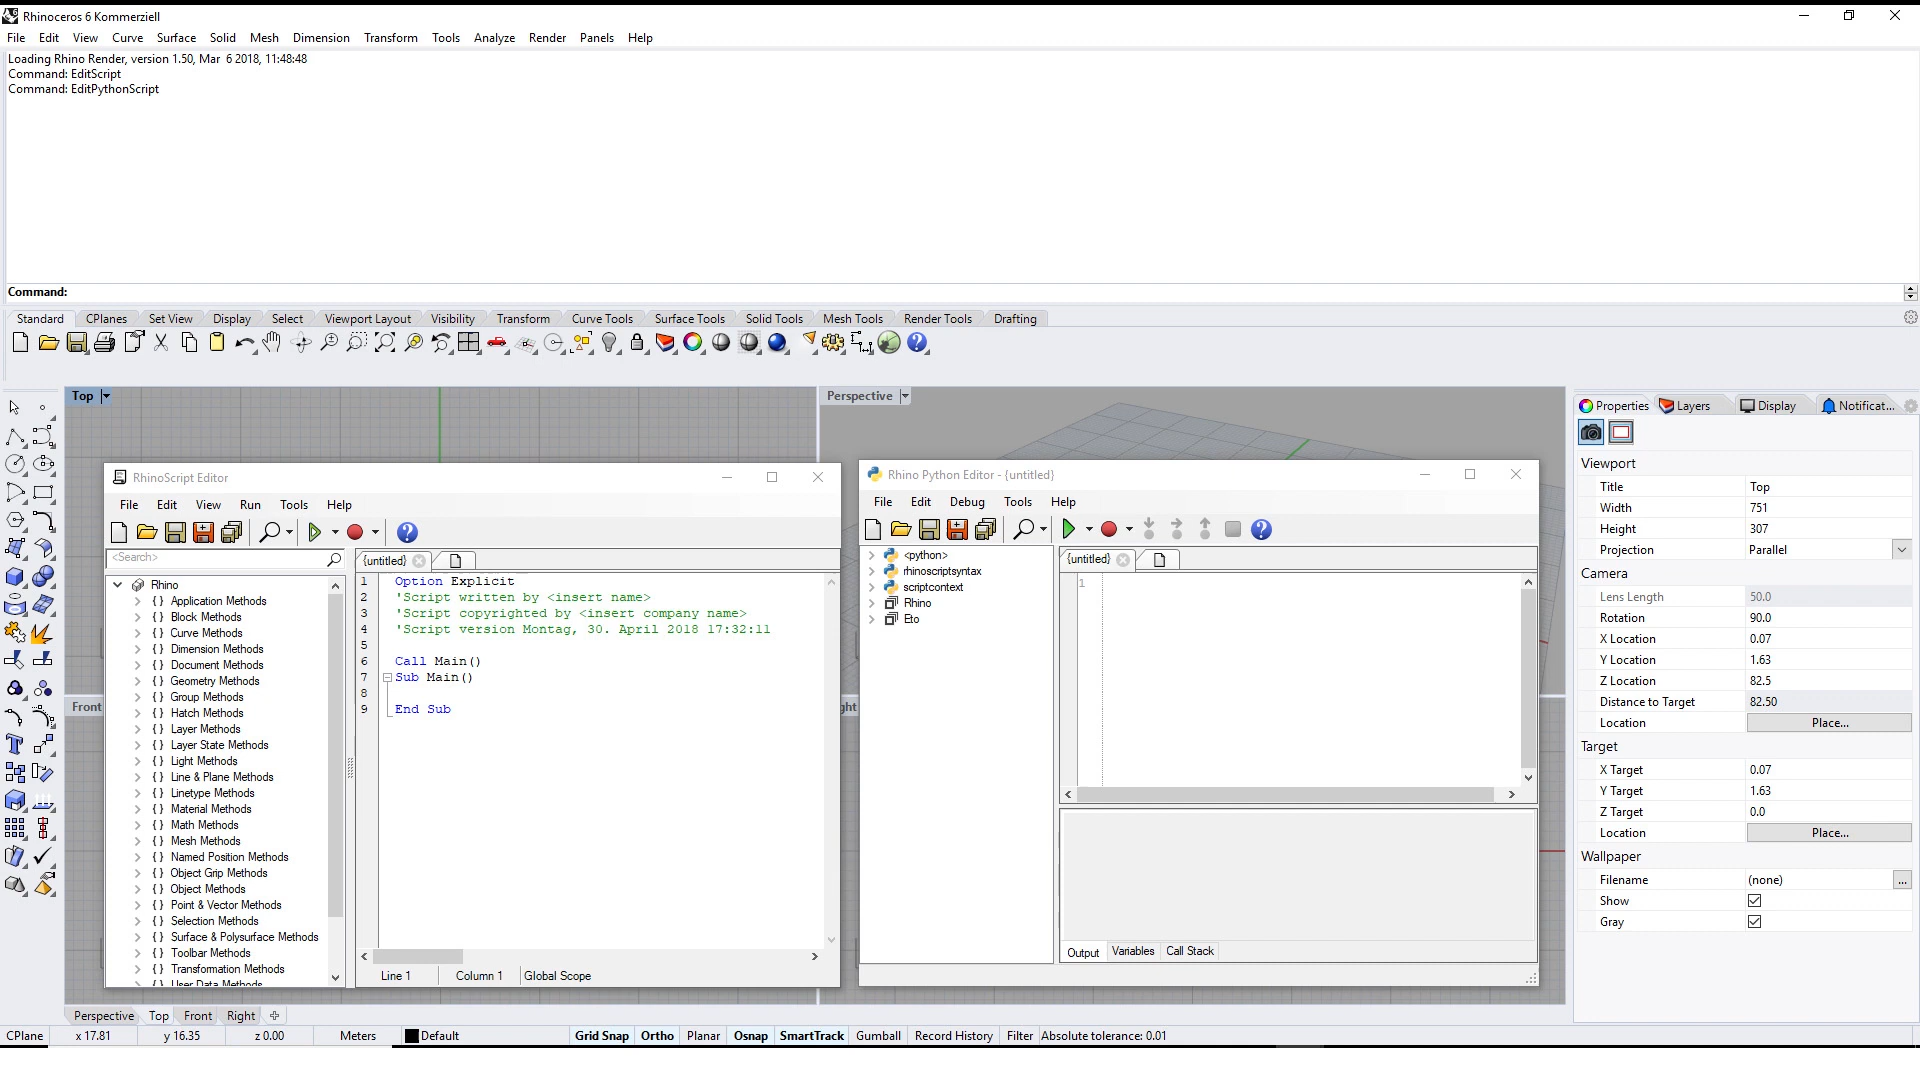 Rhinoceros 6 Kommerziell
File Edit View Curve Surface Solid Mesh Dimension Transform Tools Analyze Render Panels Help
Loading Rhino Render, version 1.50, Mar 6 2018, 11:48:48
Command: EditScript
Command: EditPythonScript
Command:
Standard CPlanes Set View Display Select Viewport Layout Visibility Transform Curve Tools Surface Tools Solid Tools Mesh Tools Render Tools Drafting
Top
Perspective
Front
ght
RhinoScript Editor
File Edit View Run Tools Help
<Search>
Rhino
{ } Application Methods
{ } Block Methods
{ } Curve Methods
{ } Dimension Methods
{ } Document Methods
{ } Geometry Methods
{ } Group Methods
{ } Hatch Methods
{ } Layer Methods
{ } Layer State Methods
{ } Light Methods
{ } Line & Plane Methods
{ } Linetype Methods
{ } Material Methods
{ } Math Methods
{ } Mesh Methods
{ } Named Position Methods
{ } Object Grip Methods
{ } Object Methods
{ } Point & Vector Methods
{ } Selection Methods
{ } Surface & Polysurface Methods
{ } Toolbar Methods
{ } Transformation Methods
{ } User Data Methods
{untitled}
1 Option Explicit
2 'Script written by <insert name>
3 'Script copyrighted by <insert company name>
4 'Script version Montag, 30. April 2018 17:32:11
5
6 Call Main()
7 Sub Main()
8
9 End Sub
Line 1 Column 1 Global Scope
Rhino Python Editor - {untitled}
File Edit Debug Tools Help
<python>
rhinoscriptsyntax
scriptcontext
Rhino
Eto
{untitled}
1
Output Variables Call Stack
Properties Layers Display Notificat...
Viewport
Title Top
Width 751
Height 307
Projection Parallel
Camera
Lens Length 50.0
Rotation 90.0
X Location 0.07
Y Location 1.63
Z Location 82.5
Distance to Target 82.50
Location Place...
Target
X Target 0.07
Y Target 1.63
Z Target 0.0
Location Place...
Wallpaper
Filename (none) ...
Show
Gray
Perspective Top Front Right
CPlane x 17.81 y 16.35 z 0.00 Meters Default Grid Snap Ortho Planar Osnap SmartTrack Gumball Record History Filter Absolute tolerance: 0.01